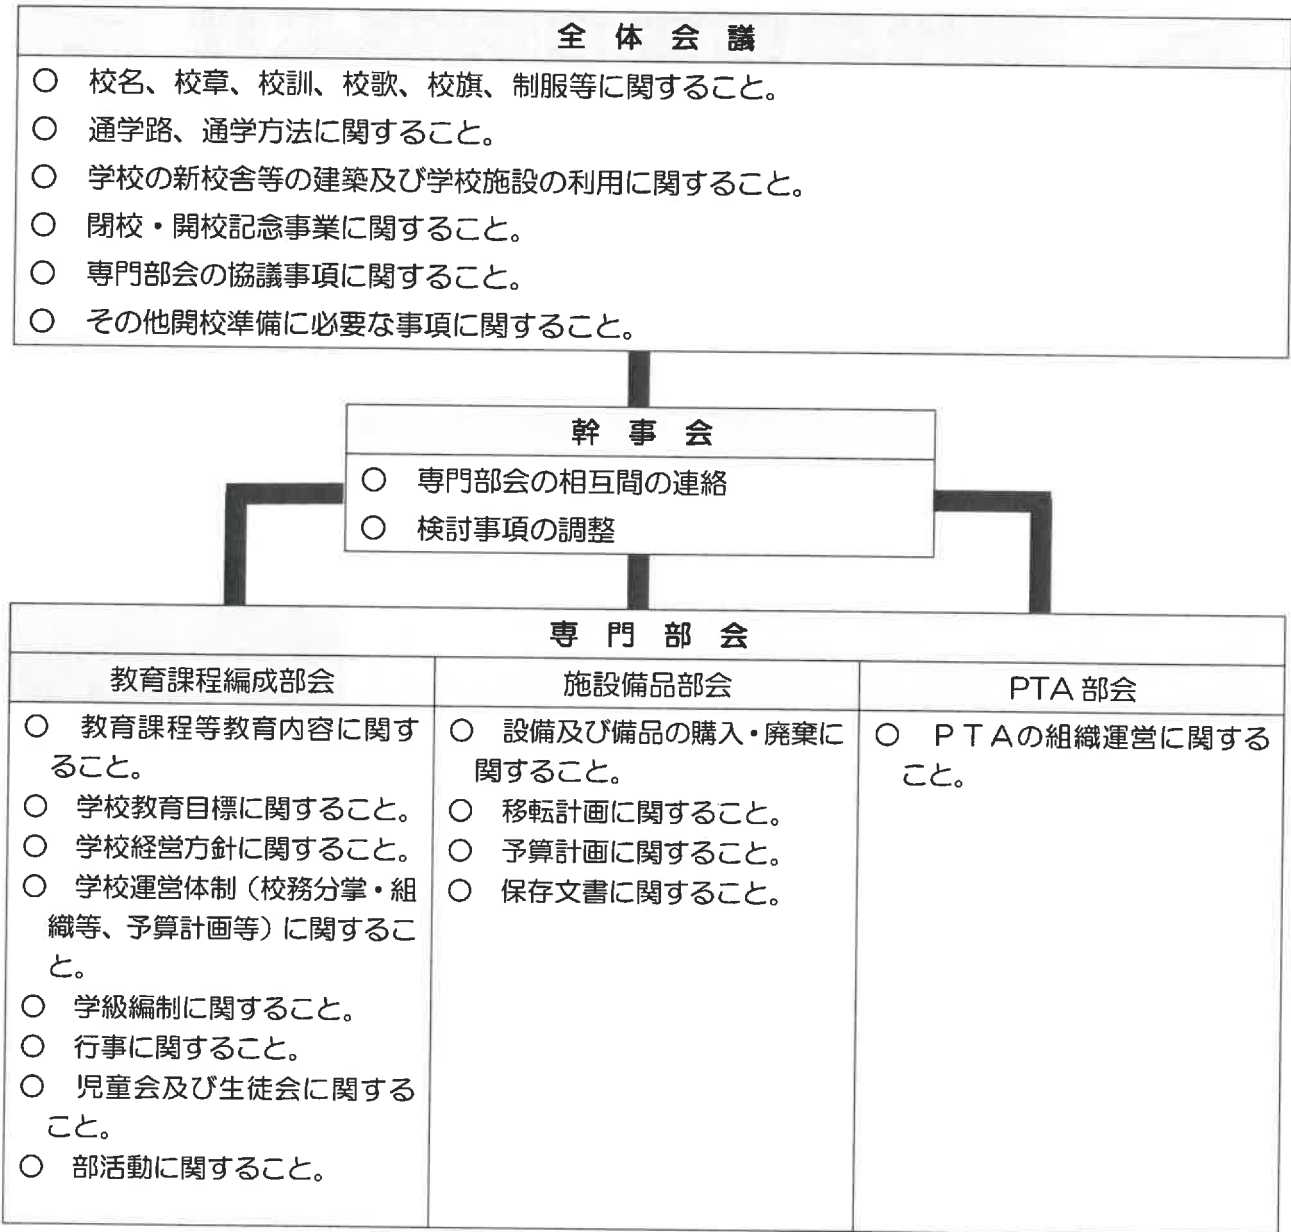 全体会議
○ 校名、校章、校訓、校歌、校旗、制服等に関すること。
○ 通学路、通学方法に関すること。
○ 学校の新校舎等の建築及び学校施設の利用に関すること。
○ 閉校・開校記念事業に関すること。
○ 専門部会の協議事項に関すること。
○ その他開校準備に必要な事項に関すること。
幹事会
○ 専門部会の相互間の連絡
○ 検討事項の調整
専門部会
教育課程編成部会
○ 教育課程等教育内容に関す
ること。
○ 学校教育目標に関すること。
○ 学校経営方針に関すること。
○ 学校運営体制（校務分掌・組
織等、予算計画等）に関するこ
と。
○ 学級編制に関すること。
○ 行事に関すること。
○ 児童会及び生徒会に関する
こと。
○ 部活動に関すること。
施設備品部会
○ 設備及び備品の購入・廃棄に
関すること。
○ 移転計画に関すること。
○ 予算計画に関すること。
○ 保存文書に関すること。
PTA部会
○ ＰＴＡの組織運営に関する
こと。